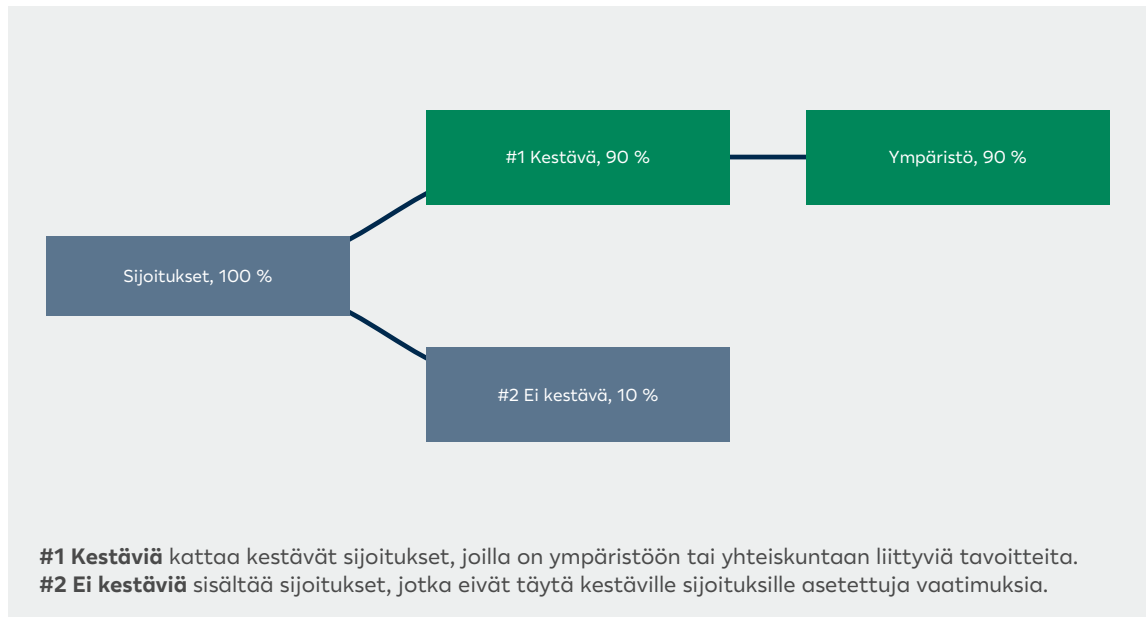 #1 Kestävä, 90 %
Ympäristö, 90 %
Sijoitukset, 100 %
#2 Ei kestävä, 10 %
#1 Kestäviä kattaa kestävät sijoitukset, joilla on ympäristöön tai yhteiskuntaan liittyviä tavoitteita.
#2 Ei kestäviä sisältää sijoitukset, jotka eivät täytä kestäville sijoituksille asetettuja vaatimuksia.